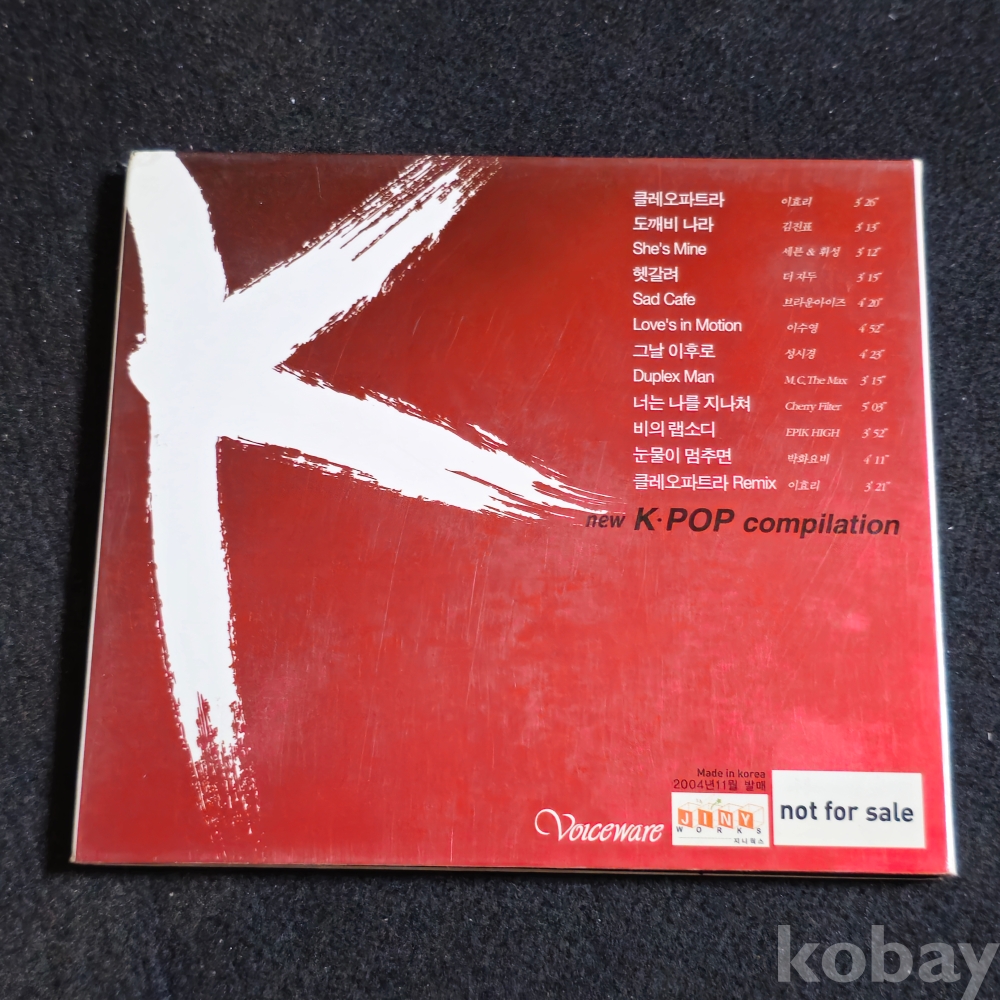 클레오파트라 이효리 3' 26"
도깨비 나라 김진표 3' 13"
She's Mine 세븐 & 휘성 3' 12"
헷갈려 더 자두 3' 15"
Sad Cafe 브라운아이즈 4' 20"
Love's in Motion 이수영 4' 52"
그날 이후로 성시경 4' 23"
Duplex Man M.C.The Max 3' 15"
너는 나를 지나쳐 Cherry Filter 5' 03"
비의 랩소디 EPIK HIGH 3' 52"
눈물이 멈추면 박화요비 4' 11"
클레오파트라 Remix 이효리 3' 21"
new K·POP compilation
Made in korea
2004년11월 발매
Voiceware
JINY
WORKS
지니웍스
not for sale
kobay